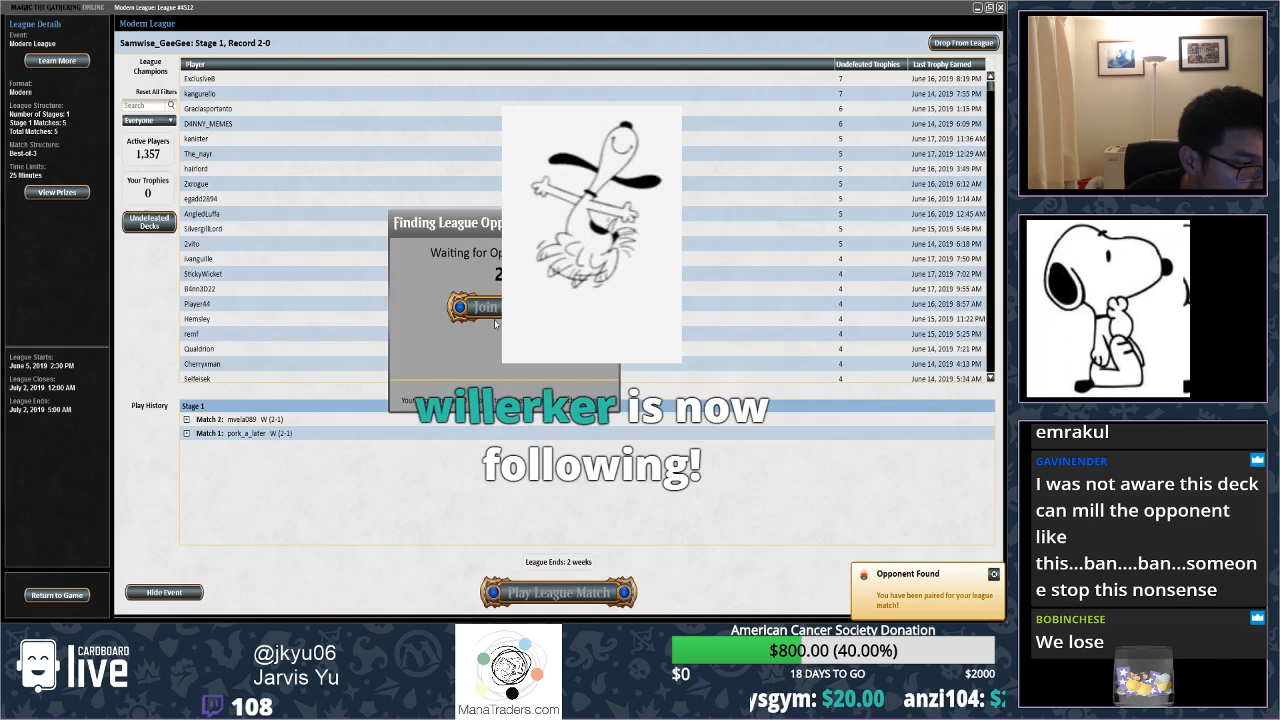 MAGIC THE GATHERING ONLINE
Modern League: League #4512
League Details
Event:
Modern League
Learn More
Format:
Modern
League Structure:
Number of Stages: 1
Stage 1 Matches: 5
Total Matches: 5
Match Structure:
Best-of-3
Time Limits:
25 Minutes
View Prizes
League Starts:
June 5, 2019 2:30 PM
League Closes:
July 2, 2019 12:00 AM
League Ends:
July 2, 2019 5:00 AM
Return to Game
Modern League
Samwise_GeeGee: Stage 1, Record 2-0
Drop From League
League Champions
Reset All Filters
Search
Everyone
Active Players
1,357
Your Trophies
0
Undefeated Decks
Player Undefeated Trophies Last Trophy Earned
ExclusiveB 7 June 16, 2019 8:19 PM
kangurello 7 June 14, 2019 7:55 PM
Graciasportanto 6 June 15, 2019 1:15 PM
D4NNY_MEMES 6 June 14, 2019 6:09 PM
kanister 5 June 17, 2019 11:36 AM
The_nayr 5 June 17, 2019 12:29 AM
hairlord 5 June 16, 2019 3:49 PM
2xrogue 5 June 16, 2019 6:12 AM
egadd2894 5 June 16, 2019 1:14 AM
AngledLuffa 5 June 16, 2019 12:45 AM
SilvergillLord 5 June 15, 2019 5:46 PM
2vito 5 June 14, 2019 6:18 PM
ivanguille 4 June 17, 2019 7:50 PM
StickyWicket 4 June 17, 2019 7:02 PM
B4nn3D22 4 June 17, 2019 9:55 AM
Player44 4 June 16, 2019 8:57 AM
Hemsley 4 June 15, 2019 11:22 PM
remf 4 June 15, 2019 5:25 PM
Qualdrion 4 June 14, 2019 7:21 PM
Cherryxman 4 June 14, 2019 4:13 PM
Selfeisek 4 June 14, 2019 5:34 AM
Finding League Opp
Waiting for Op
2
Join
You
willerker is now
following!
Play History
Stage 1
Match 2: mvela089 W (2-1)
Match 1: pork_a_later W (2-1)
League Ends: 2 weeks
Hide Event
Play League Match
Opponent Found
You have been paired for your league match!
emrakul
GAVINENDER
I was not aware this deck
can mill the opponent
like
this...ban....ban...someon
e stop this nonsense
BOBINCHESE
We lose
CARDBOARD
live
@jkyu06
Jarvis Yu
108
ManaTraders.com
American Cancer Society Donation
$800.00 (40.00%)
$0 18 DAYS TO GO $2000
ysgym: $20.00 anzi104: $2